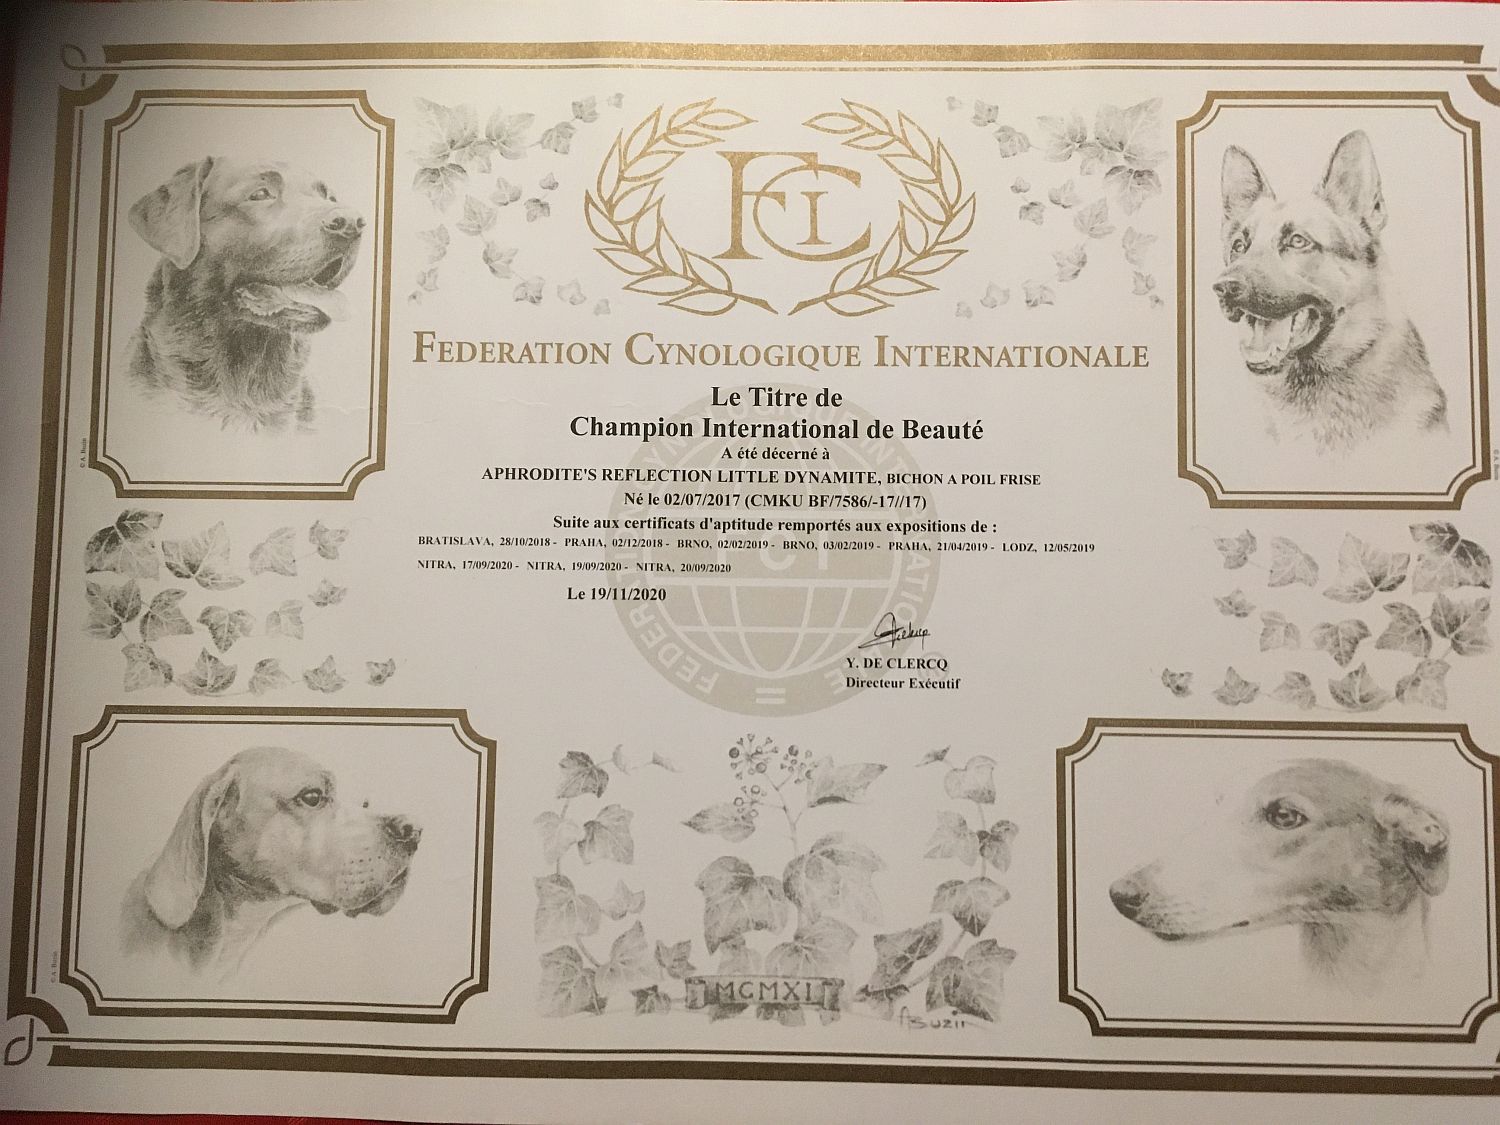 FCI
FEDERATION CYNOLOGIQUE INTERNATIONALE
Le Titre de
Champion International de Beauté
A été décerné à
APHRODITE'S REFLECTION LITTLE DYNAMITE, BICHON A POIL FRISE
Né le 02/07/2017 (CMKU BF/7586/-17//17)
Suite aux certificats d'aptitude remportés aux expositions de :
BRATISLAVA, 28/10/2018 - PRAHA, 02/12/2018 - BRNO, 02/02/2019 - BRNO, 03/02/2019 - PRAHA, 21/04/2019 - LODZ, 12/05/2019
NITRA, 17/09/2020 - NITRA, 19/09/2020 - NITRA, 20/09/2020
Le 19/11/2020
Y. DE CLERCQ
Directeur Exécutif
© A. Buzin
© A. Buzin
MCMXI
A Buzin